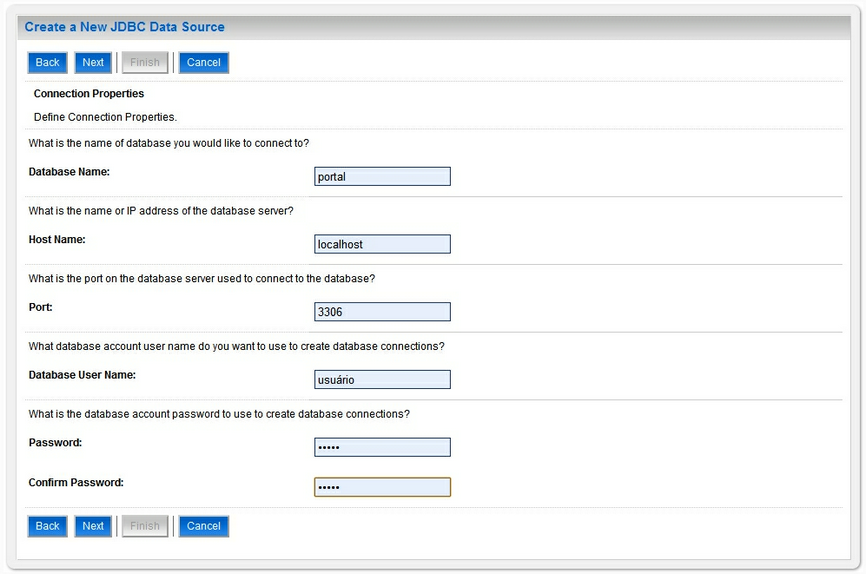 Create a New JDBC Data Source
Back Next Finish Cancel
Connection Properties
Define Connection Properties.
What is the name of database you would like to connect to?
Database Name: portal
What is the name or IP address of the database server?
Host Name: localhost
What is the port on the database server used to connect to the database?
Port: 3306
What database account user name do you want to use to create database connections?
Database User Name: usuário
What is the database account password to use to create database connections?
Password: •••••
Confirm Password: •••••
Back Next Finish Cancel